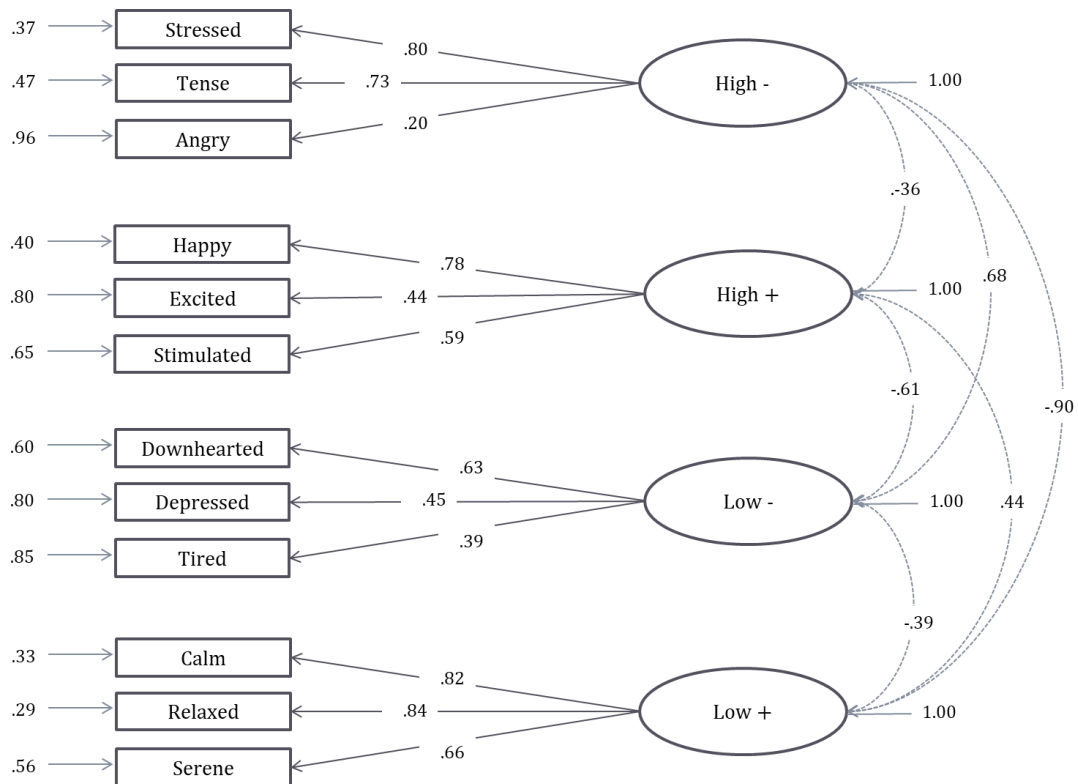 .37
Stressed
.80
High -
1.00
.47
Tense
.73
.96
Angry
.20
.-36
.40
Happy
.78
.68
.80
Excited
.44
High +
1.00
.65
Stimulated
.59
-.61
-.90
.60
Downhearted
.63
.80
Depressed
.45
Low -
1.00
.44
.85
Tired
.39
-.39
.33
Calm
.82
.29
Relaxed
.84
Low +
1.00
.56
Serene
.66